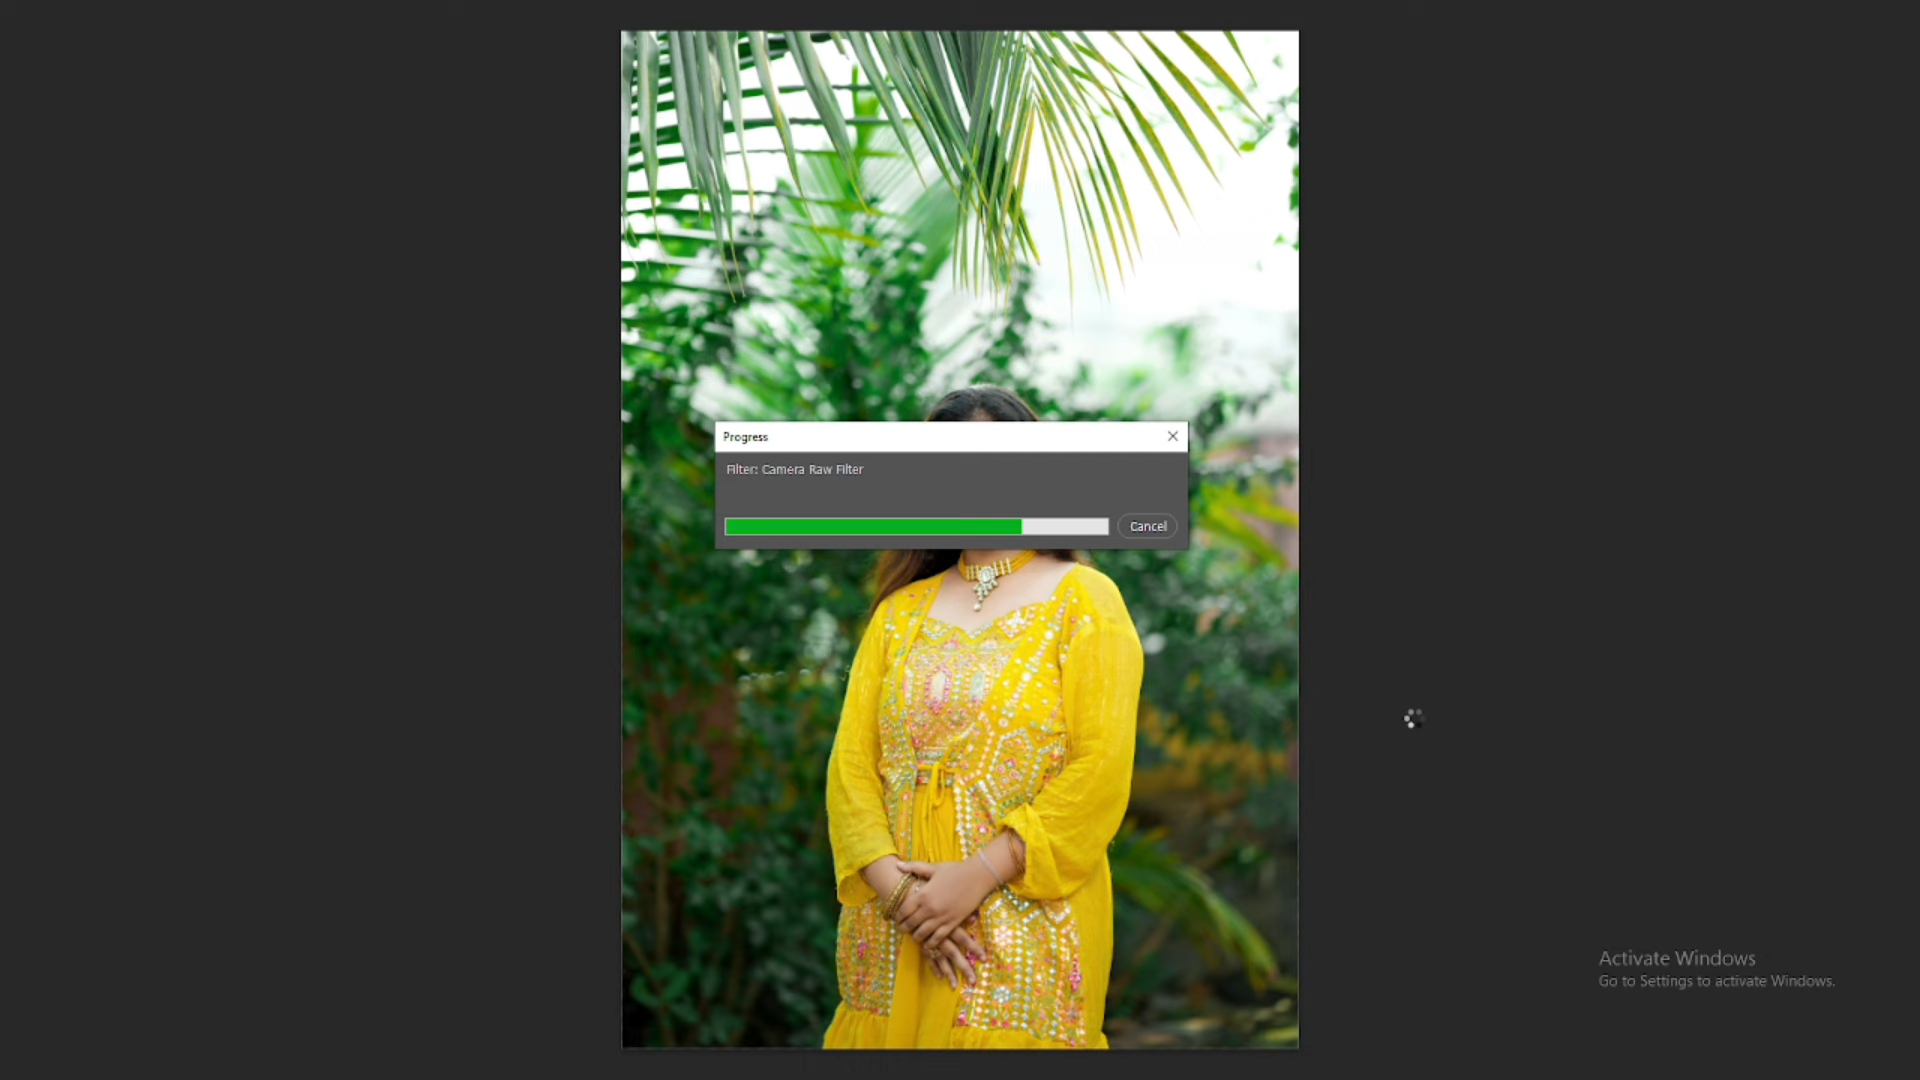 Progress
Filter: Camera Raw Filter
Cancel
Activate Windows
Go to Settings to activate Windows.